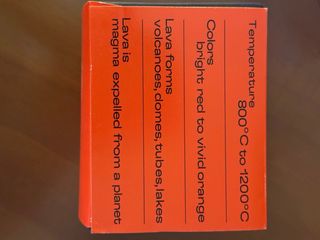 Temperature
800°C to 1200°C
Colors
bright red to vivid orange
Lava forms
volcanoes, domes, tubes, lakes
Lava is
magma expelled from a planet